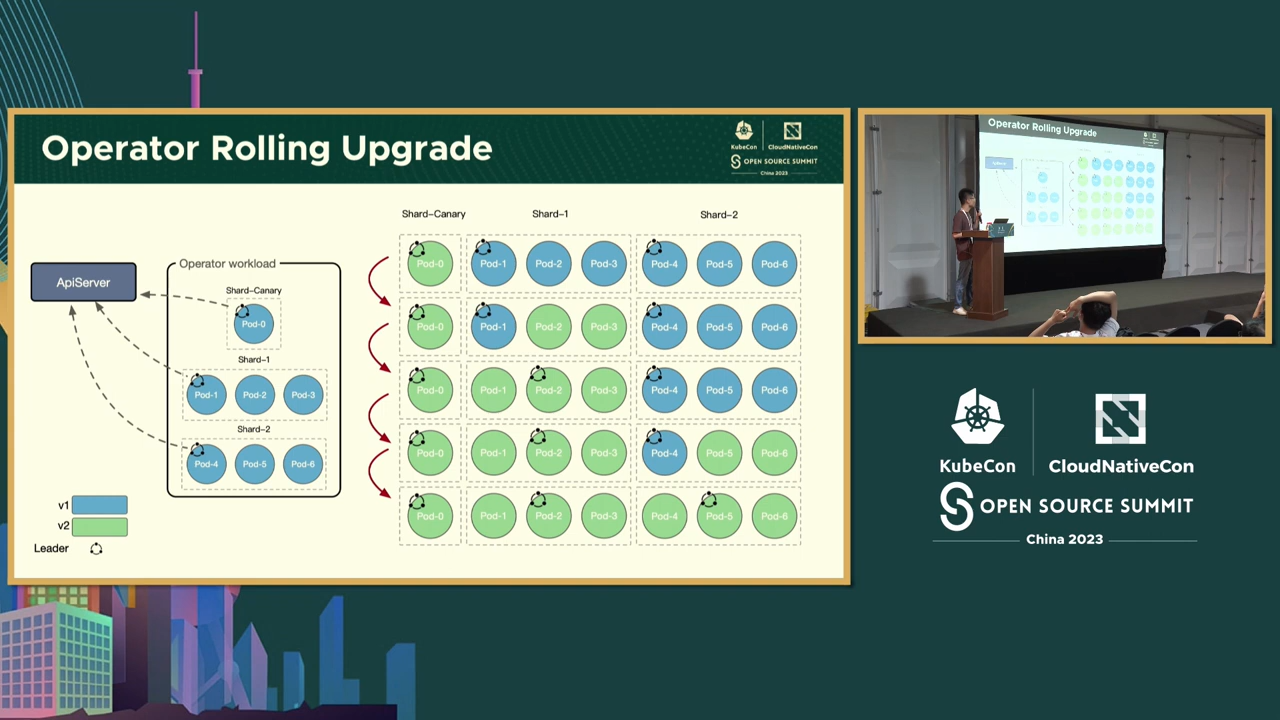 Operator Rolling Upgrade
KubeCon
CloudNativeCon
OPEN SOURCE SUMMIT
China 2023
Shard-Canary
Shard-1
Shard-2
ApiServer
Operator workload
Shard-Canary
Pod-0
Shard-1
Pod-1 Pod-2 Pod-3
Shard-2
Pod-4 Pod-5 Pod-6
v1
v2
Leader
Pod-0 Pod-1 Pod-2 Pod-3 Pod-4 Pod-5 Pod-6
Pod-0 Pod-1 Pod-2 Pod-3 Pod-4 Pod-5 Pod-6
Pod-0 Pod-1 Pod-2 Pod-3 Pod-4 Pod-5 Pod-6
Pod-0 Pod-1 Pod-2 Pod-3 Pod-4 Pod-5 Pod-6
Pod-0 Pod-1 Pod-2 Pod-3 Pod-4 Pod-5 Pod-6
Operator Rolling Upgrade
KubeCon
CloudNativeCon
OPEN SOURCE SUMMIT
China 2023